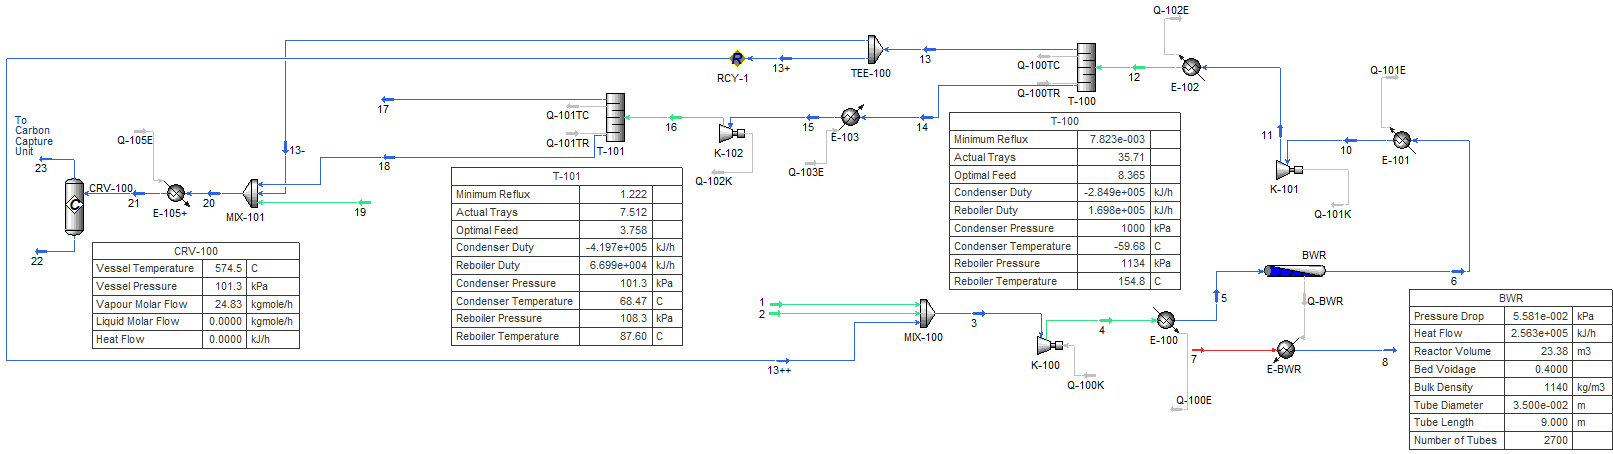 Q-102E
Q-101E
13
13+
RCY-1
TEE-100
Q-100TC
Q-100TR
T-100
12
E-102
11
10
E-101
K-101
Q-101K
17
Q-101TC
Q-101TR
T-101
16
K-102
Q-102K
15
E-103
Q-103E
14
To
Carbon
Capture
Unit
23
Q-105E
13-
18
CRV-100
21
E-105+
20
MIX-101
19
22
T-100
Minimum Reflux 7.823e-003
Actual Trays 35.71
Optimal Feed 8.365
Condenser Duty -2.849e+005 kJ/h
Reboiler Duty 1.698e+005 kJ/h
Condenser Pressure 1000 kPa
Condenser Temperature -59.68 C
Reboiler Pressure 1134 kPa
Reboiler Temperature 154.8 C
T-101
Minimum Reflux 1.222
Actual Trays 7.512
Optimal Feed 3.758
Condenser Duty -4.197e+005 kJ/h
Reboiler Duty 6.699e+004 kJ/h
Condenser Pressure 101.3 kPa
Condenser Temperature 68.47 C
Reboiler Pressure 108.3 kPa
Reboiler Temperature 87.60 C
CRV-100
Vessel Temperature 574.5 C
Vessel Pressure 101.3 kPa
Vapour Molar Flow 24.83 kgmole/h
Liquid Molar Flow 0.0000 kgmole/h
Heat Flow 0.0000 kJ/h
1
2
13++
MIX-100
3
K-100
Q-100K
4
E-100
Q-100E
5
BWR
6
Q-BWR
7
E-BWR
8
BWR
Pressure Drop 5.581e-002 kPa
Heat Flow 2.563e+005 kJ/h
Reactor Volume 23.38 m3
Bed Voidage 0.4000
Bulk Density 1140 kg/m3
Tube Diameter 3.500e-002 m
Tube Length 9.000 m
Number of Tubes 2700